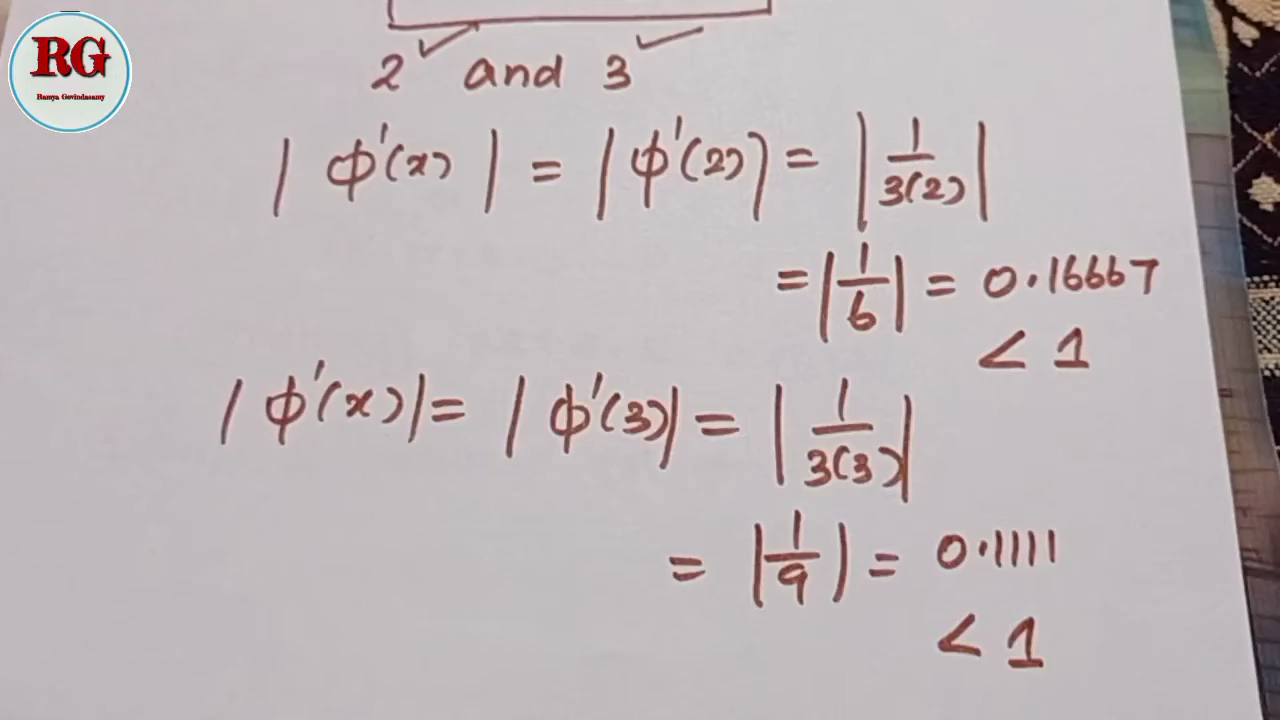 RG
Ramya Govindasamy
2 ✓ and 3 ✓
| ϕ'(x) | = | ϕ'(2) | = | 1/3(2) |
= | 1/6 | = 0.16667
< 1
| ϕ'(x) | = | ϕ'(3) | = | 1/3(3) |
= | 1/9 | = 0.1111
< 1